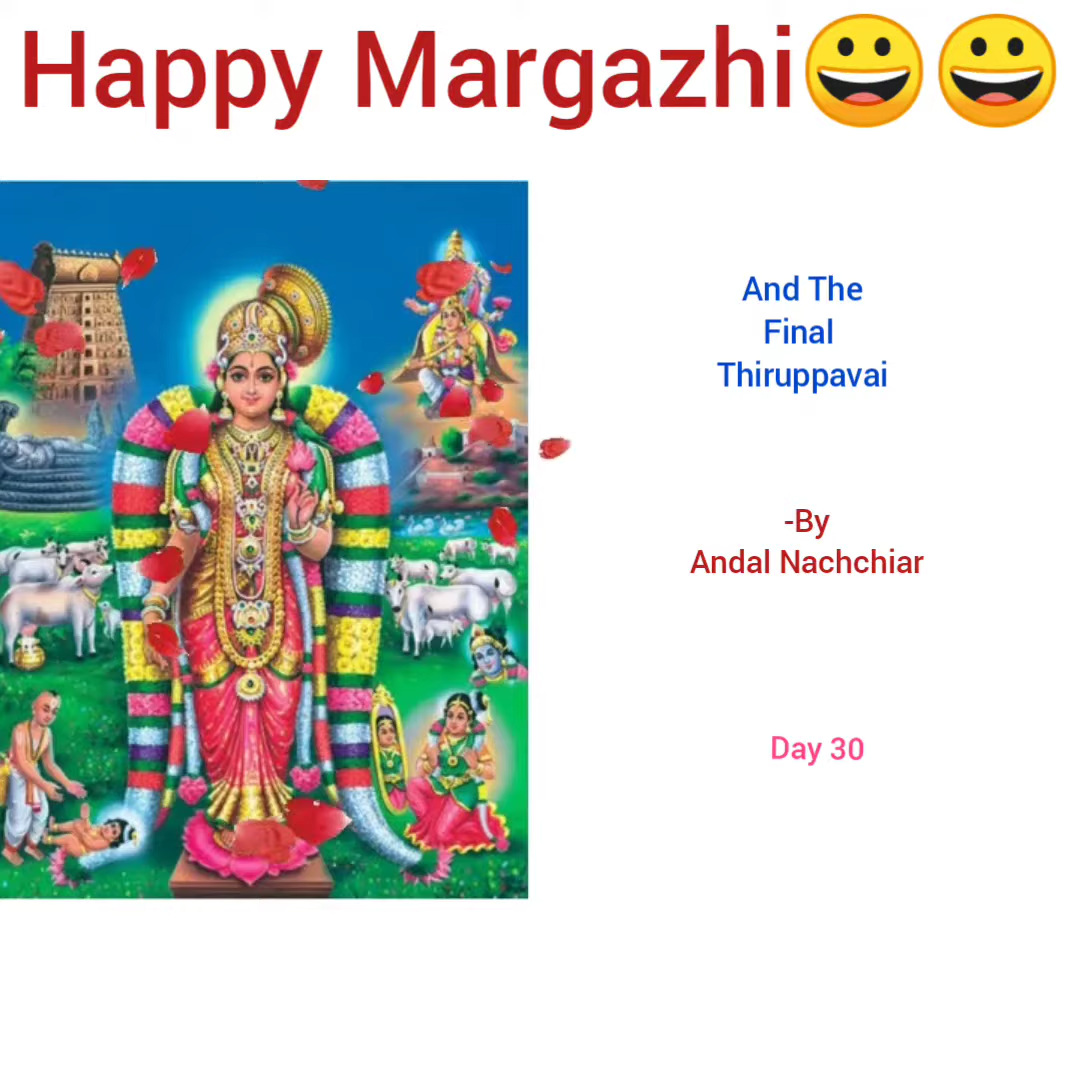 Happy Margazhi😀😀
And The
Final
Thiruppavai
-By
Andal Nachchiar
Day 30